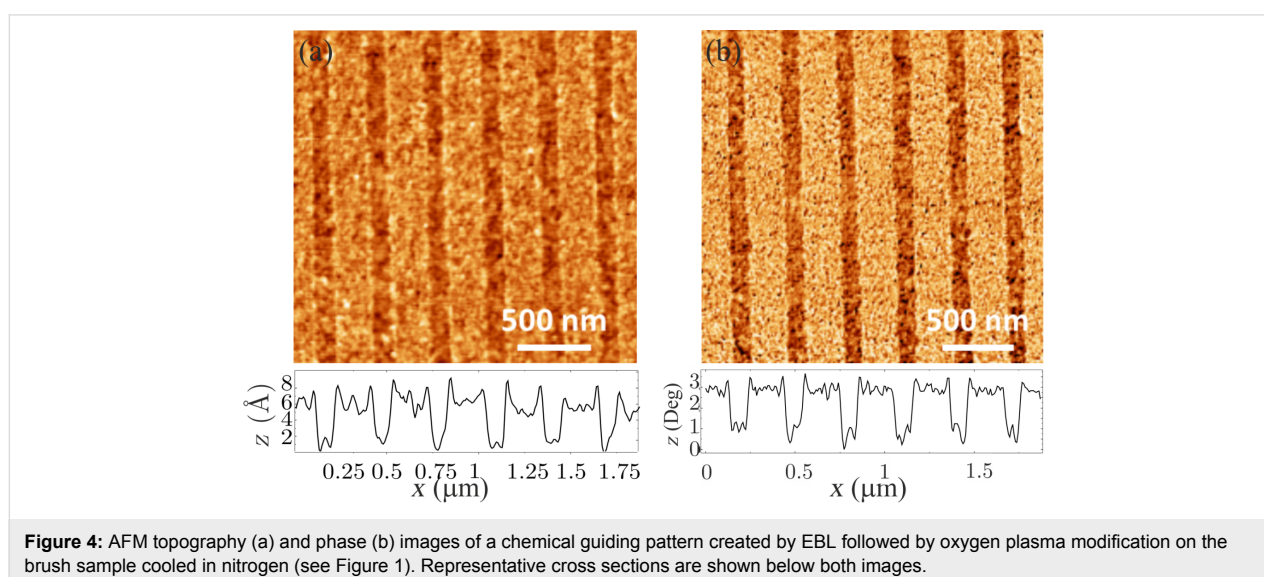 (a)
500 nm
8
6
4
2
z (Å)
0.25 0.5 0.75 1 1.25 1.5 1.75
x (μm)
(b)
500 nm
3
2
1
0
z (Deg)
0 0.5 1 1.5
x (μm)
Figure 4: AFM topography (a) and phase (b) images of a chemical guiding pattern created by EBL followed by oxygen plasma modification on the
brush sample cooled in nitrogen (see Figure 1). Representative cross sections are shown below both images.